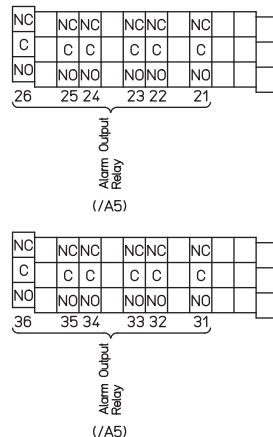 NC NC NC NC NC NC
C C C C C C
NO NO NO NO NO NO
26 25 24 23 22 21
Alarm Output
Relay
(/A5)
NC NC NC NC NC NC
C C C C C C
NO NO NO NO NO NO
36 35 34 33 32 31
Alarm Output
Relay
(/A5)